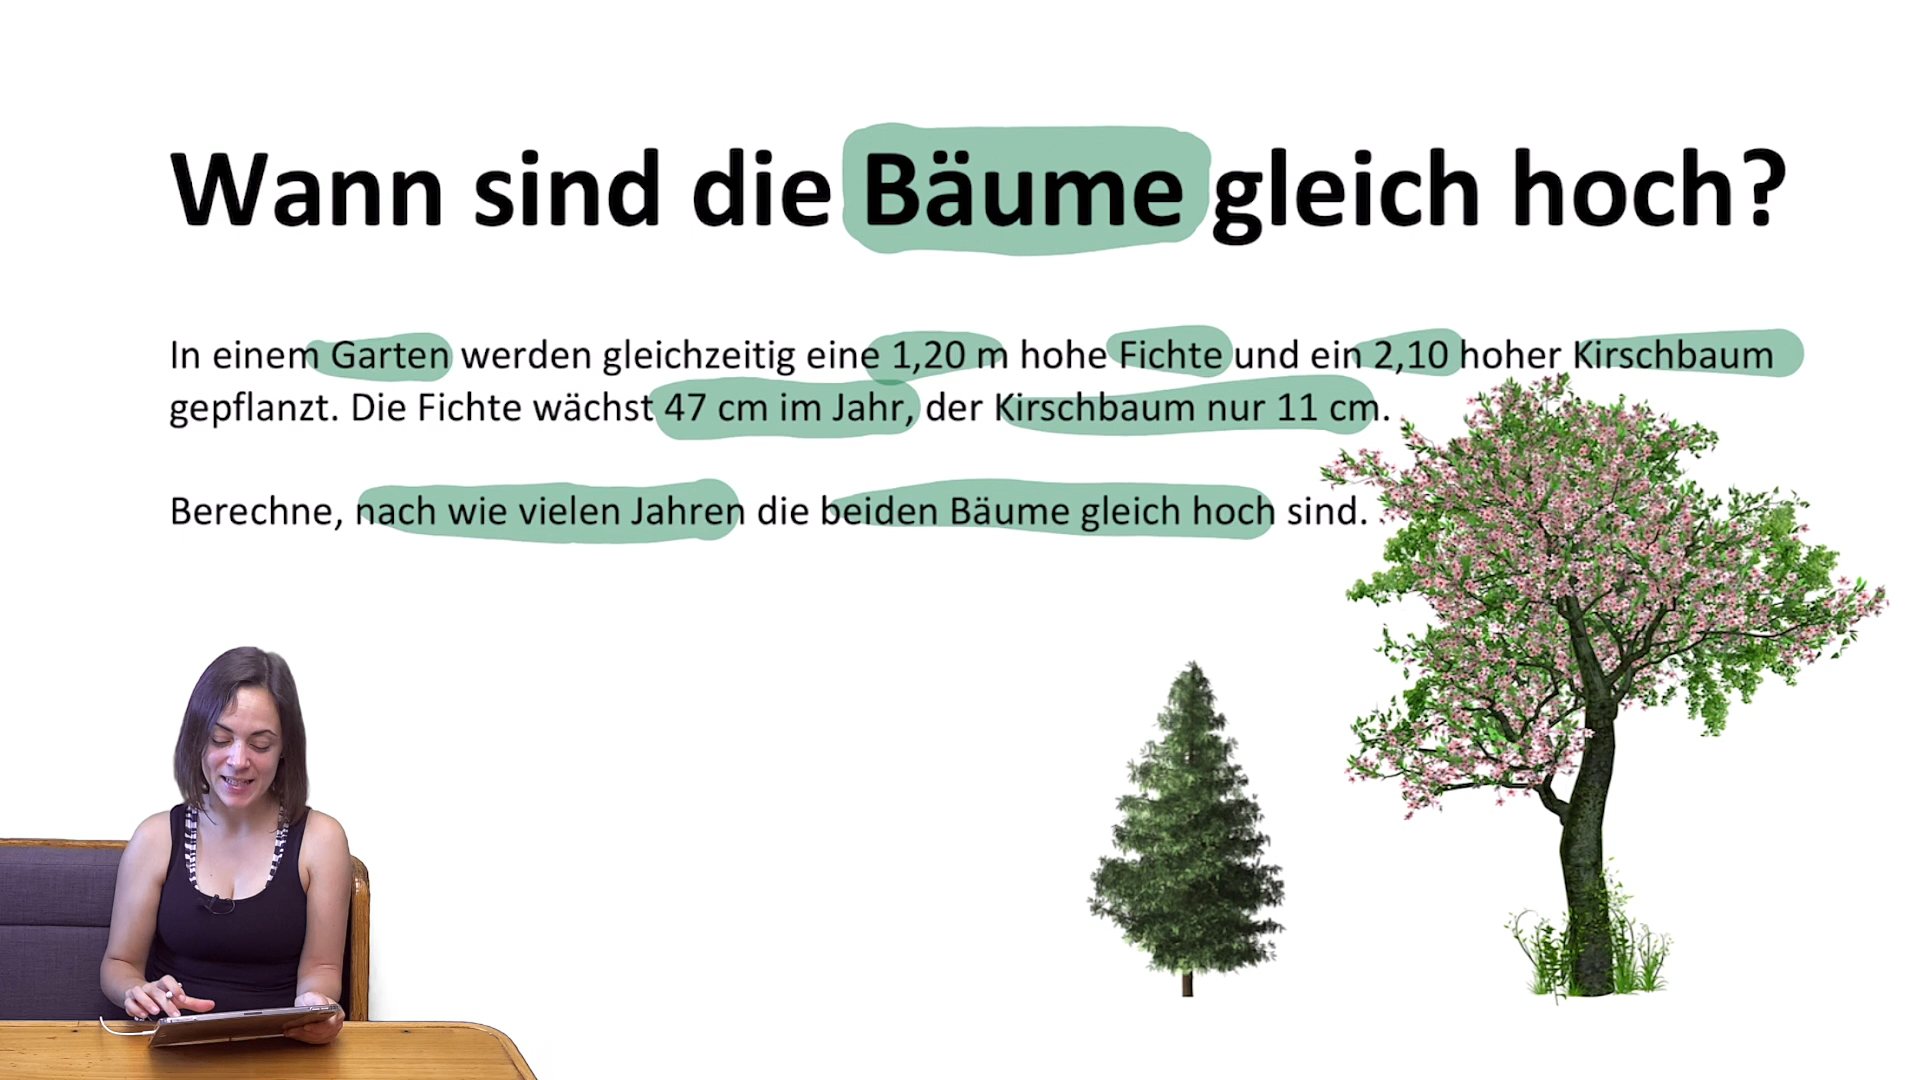 Wann sind die Bäume gleich hoch?
In einem Garten werden gleichzeitig eine 1,20 m hohe Fichte und ein 2,10 hoher Kirschbaum
gepflanzt. Die Fichte wächst 47 cm im Jahr, der Kirschbaum nur 11 cm.
Berechne, nach wie vielen Jahren die beiden Bäume gleich hoch sind.